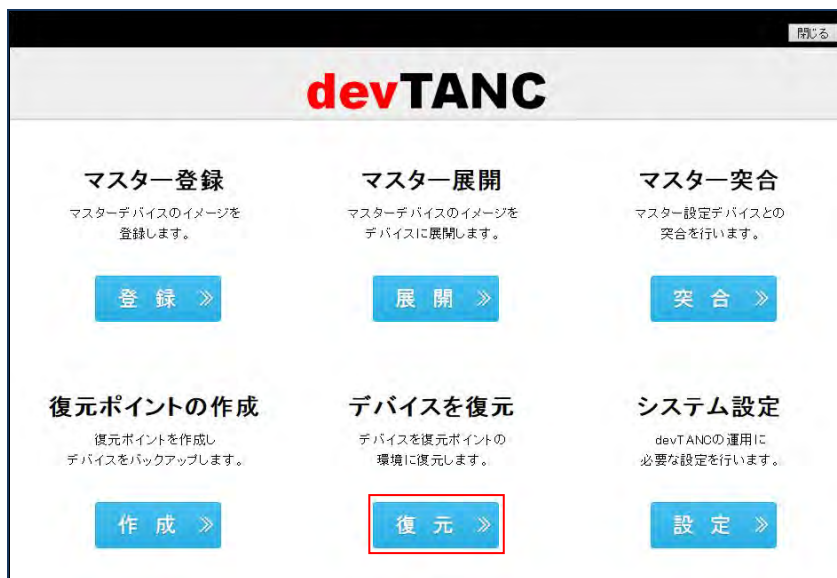 閉じる
devTANC
マスター登録
マスターデバイスのイメージを
登録します。
登 録 》
マスター展開
マスターデバイスのイメージを
デバイスに展開します。
展 開 》
マスター突合
マスター設定デバイスとの
突合を行います。
突 合 》
復元ポイントの作成
復元ポイントを作成し
デバイスをバックアップします。
作 成 》
デバイスを復元
デバイスを復元ポイントの
環境に復元します。
復 元 》
システム設定
devTANCの運用に
必要な設定を行います。
設 定 》